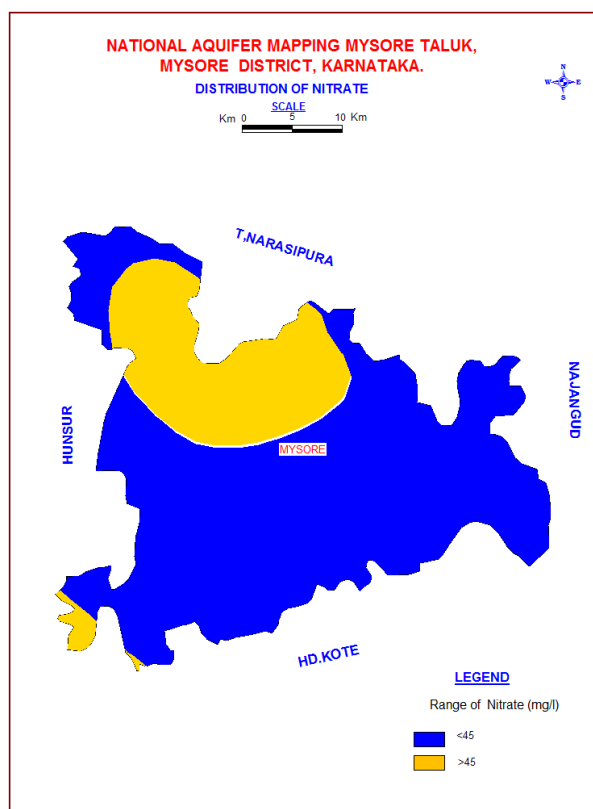 NATIONAL AQUIFER MAPPING MYSORE TALUK,
MYSORE DISTRICT, KARNATAKA.
DISTRIBUTION OF NITRATE
SCALE
Km 0 5 10 Km
N
W E
S
T,NARASIPURA
NAJANGUD
HUNSUR
MYSORE
HD.KOTE
LEGEND
Range of Nitrate (mg/l)
<45
>45